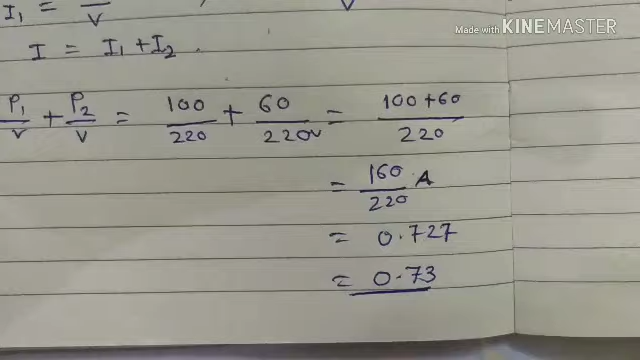 I₁ = / V V
Made with KINEMASTER
I = I₁ + I₂ .
P₁/V + P₂/V = 100/220 + 60/220V = 100+60/220
= 160/220 A
= 0.727
= 0.73